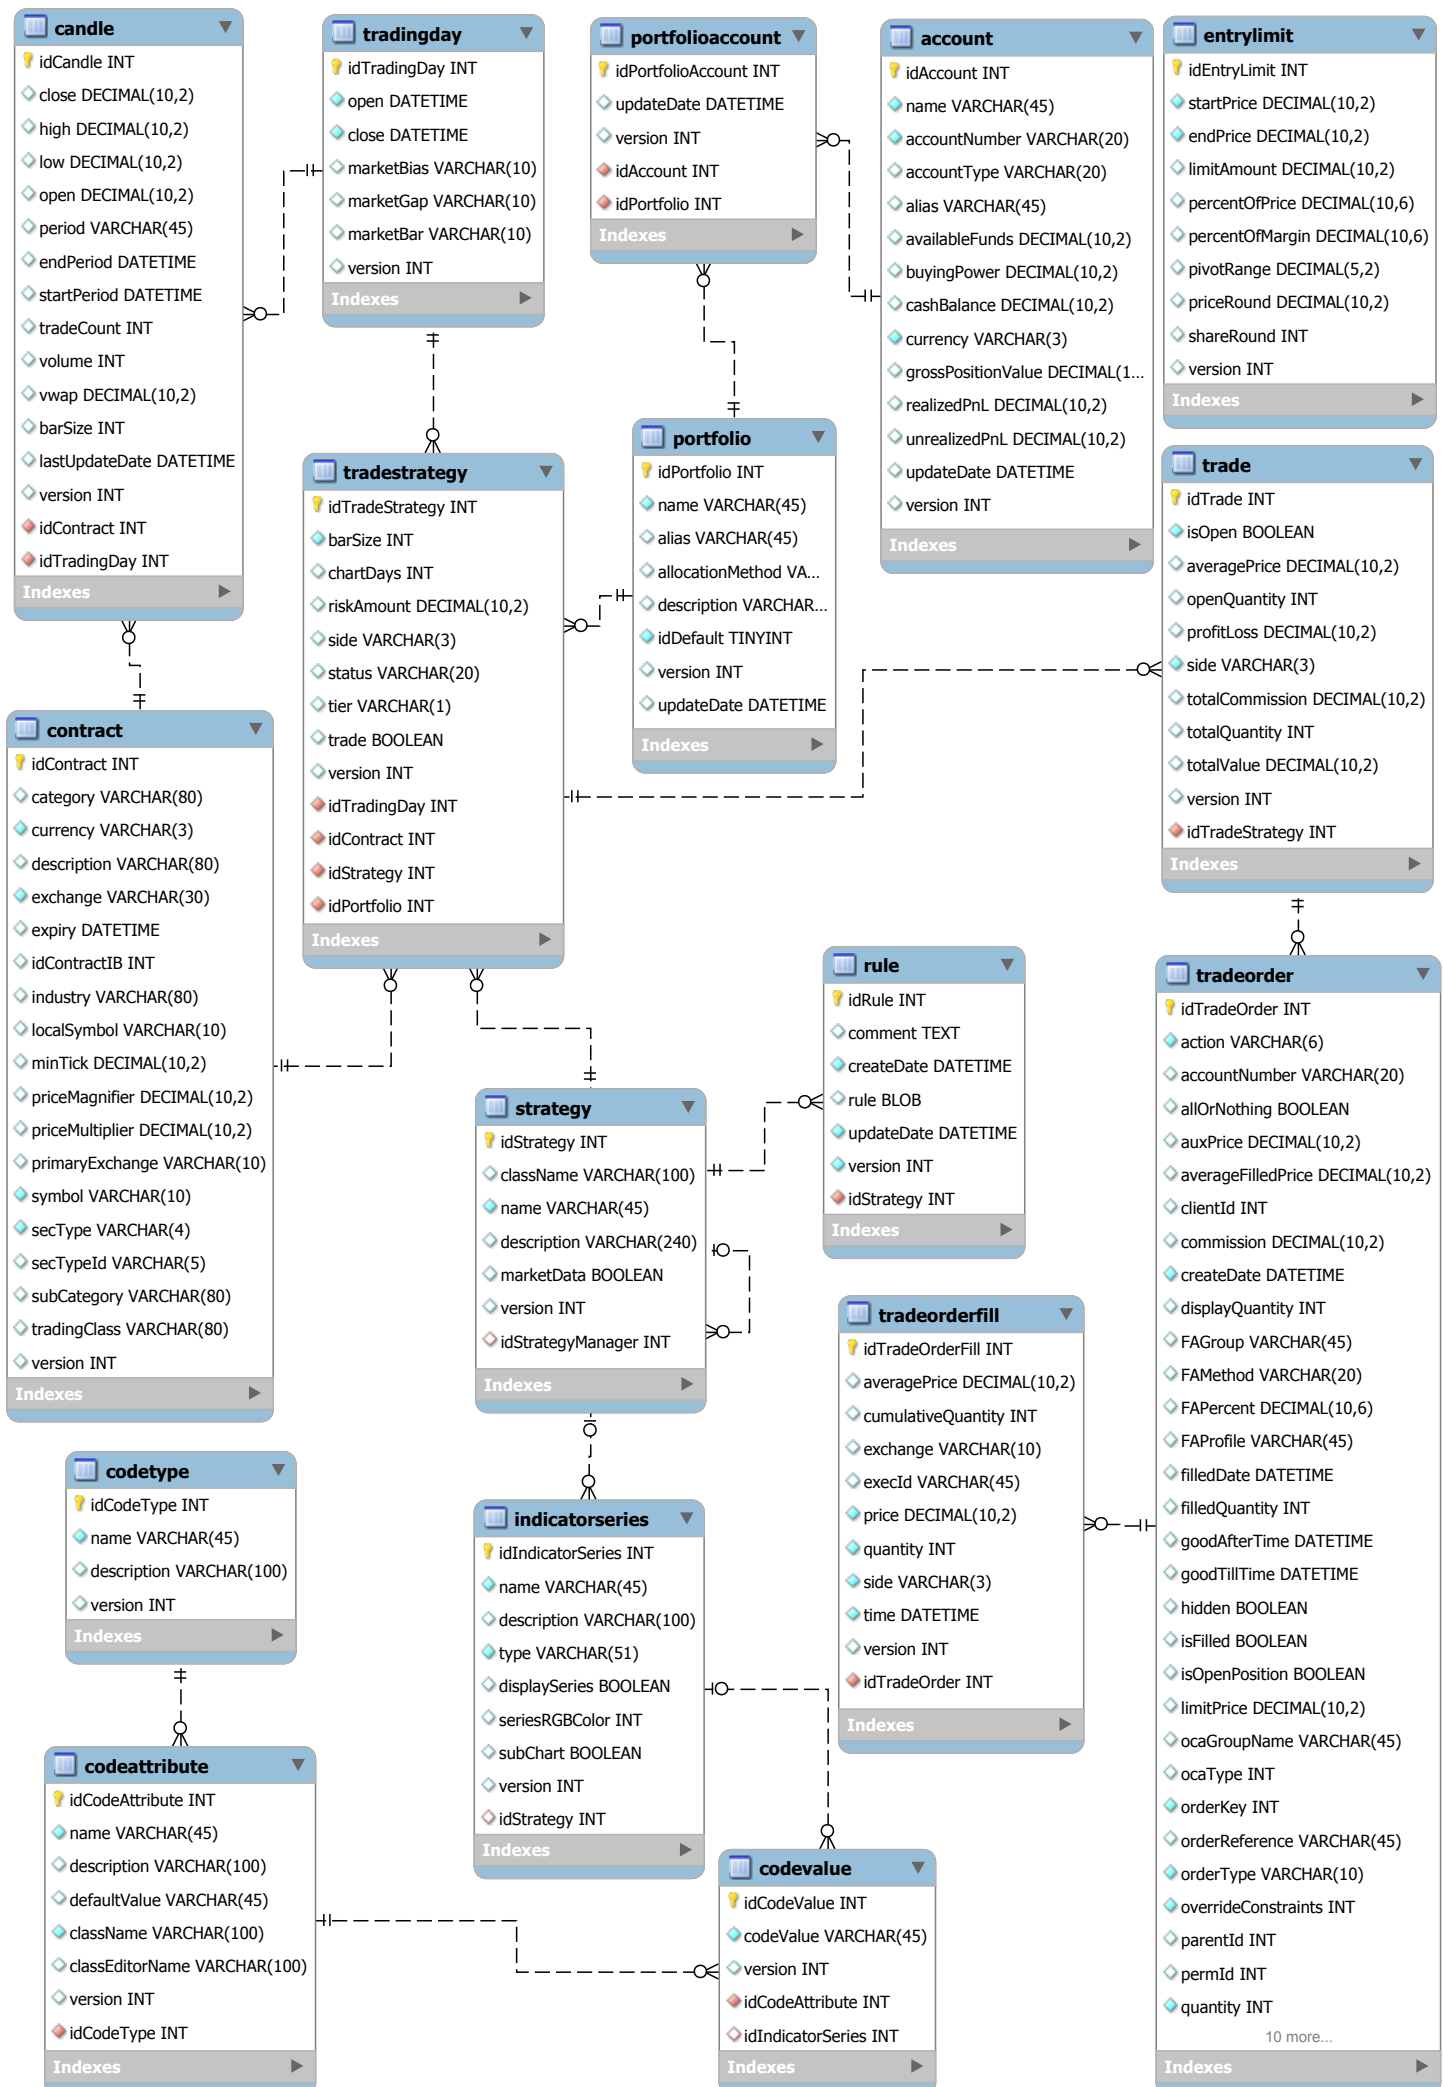 candle
idCandle INT
close DECIMAL(10,2)
high DECIMAL(10,2)
low DECIMAL(10,2)
open DECIMAL(10,2)
period VARCHAR(45)
endPeriod DATETIME
startPeriod DATETIME
tradeCount INT
volume INT
vwap DECIMAL(10,2)
barSize INT
lastUpdateDate DATETIME
version INT
idContract INT
idTradingDay INT
Indexes
tradingday
idTradingDay INT
open DATETIME
close DATETIME
marketBias VARCHAR(10)
marketGap VARCHAR(10)
marketBar VARCHAR(10)
version INT
Indexes
portfolioaccount
idPortfolioAccount INT
updateDate DATETIME
version INT
idAccount INT
idPortfolio INT
Indexes
account
idAccount INT
name VARCHAR(45)
accountNumber VARCHAR(20)
accountType VARCHAR(20)
alias VARCHAR(45)
availableFunds DECIMAL(10,2)
buyingPower DECIMAL(10,2)
cashBalance DECIMAL(10,2)
currency VARCHAR(3)
grossPositionValue DECIMAL(1...
realizedPnL DECIMAL(10,2)
unrealizedPnL DECIMAL(10,2)
updateDate DATETIME
version INT
Indexes
entrylimit
idEntryLimit INT
startPrice DECIMAL(10,2)
endPrice DECIMAL(10,2)
limitAmount DECIMAL(10,2)
percentOfPrice DECIMAL(10,6)
percentOfMargin DECIMAL(10,6)
pivotRange DECIMAL(5,2)
priceRound DECIMAL(10,2)
shareRound INT
version INT
Indexes
tradestrategy
idTradeStrategy INT
barSize INT
chartDays INT
riskAmount DECIMAL(10,2)
side VARCHAR(3)
status VARCHAR(20)
tier VARCHAR(1)
trade BOOLEAN
version INT
idTradingDay INT
idContract INT
idStrategy INT
idPortfolio INT
Indexes
portfolio
idPortfolio INT
name VARCHAR(45)
alias VARCHAR(45)
allocationMethod VA...
description VARCHAR...
idDefault TINYINT
version INT
updateDate DATETIME
Indexes
trade
idTrade INT
isOpen BOOLEAN
averagePrice DECIMAL(10,2)
openQuantity INT
profitLoss DECIMAL(10,2)
side VARCHAR(3)
totalCommission DECIMAL(10,2)
totalQuantity INT
totalValue DECIMAL(10,2)
version INT
idTradeStrategy INT
Indexes
contract
idContract INT
category VARCHAR(80)
currency VARCHAR(3)
description VARCHAR(80)
exchange VARCHAR(30)
expiry DATETIME
idContractIB INT
industry VARCHAR(80)
localSymbol VARCHAR(10)
minTick DECIMAL(10,2)
priceMagnifier DECIMAL(10,2)
priceMultiplier DECIMAL(10,2)
primaryExchange VARCHAR(10)
symbol VARCHAR(10)
secType VARCHAR(4)
secTypeId VARCHAR(5)
subCategory VARCHAR(80)
tradingClass VARCHAR(80)
version INT
Indexes
strategy
idStrategy INT
className VARCHAR(100)
name VARCHAR(45)
description VARCHAR(240)
marketData BOOLEAN
version INT
idStrategyManager INT
Indexes
rule
idRule INT
comment TEXT
createDate DATETIME
rule BLOB
updateDate DATETIME
version INT
idStrategy INT
Indexes
tradeorder
idTradeOrder INT
action VARCHAR(6)
accountNumber VARCHAR(20)
allOrNothing BOOLEAN
auxPrice DECIMAL(10,2)
averageFilledPrice DECIMAL(10,2)
clientId INT
commission DECIMAL(10,2)
createDate DATETIME
displayQuantity INT
FAGroup VARCHAR(45)
FAMethod VARCHAR(20)
FAPercent DECIMAL(10,6)
FAProfile VARCHAR(45)
filledDate DATETIME
filledQuantity INT
goodAfterTime DATETIME
goodTillTime DATETIME
hidden BOOLEAN
isFilled BOOLEAN
isOpenPosition BOOLEAN
limitPrice DECIMAL(10,2)
ocaGroupName VARCHAR(45)
ocaType INT
orderKey INT
orderReference VARCHAR(45)
orderType VARCHAR(10)
overrideConstraints INT
parentId INT
permId INT
quantity INT
10 more...
Indexes
tradeorderfill
idTradeOrderFill INT
averagePrice DECIMAL(10,2)
cumulativeQuantity INT
exchange VARCHAR(10)
execId VARCHAR(45)
price DECIMAL(10,2)
quantity INT
side VARCHAR(3)
time DATETIME
version INT
idTradeOrder INT
Indexes
codetype
idCodeType INT
name VARCHAR(45)
description VARCHAR(100)
version INT
Indexes
indicatorseries
idIndicatorSeries INT
name VARCHAR(45)
description VARCHAR(100)
type VARCHAR(51)
displaySeries BOOLEAN
seriesRGBColor INT
subChart BOOLEAN
version INT
idStrategy INT
Indexes
codeattribute
idCodeAttribute INT
name VARCHAR(45)
description VARCHAR(100)
defaultValue VARCHAR(45)
className VARCHAR(100)
classEditorName VARCHAR(100)
version INT
idCodeType INT
Indexes
codevalue
idCodeValue INT
codeValue VARCHAR(45)
version INT
idCodeAttribute INT
idIndicatorSeries INT
Indexes